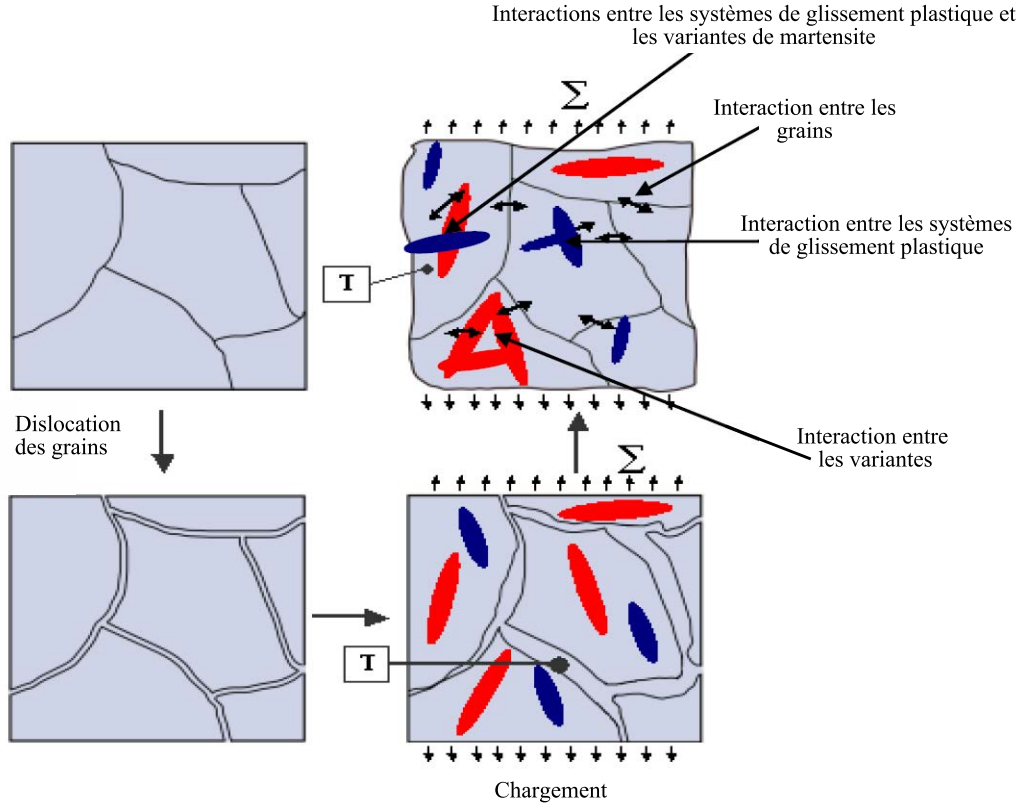 Interactions entre les systèmes de glissement plastique et
les variantes de martensite
Σ
Interaction entre les
grains
Interaction entre les systèmes
de glissement plastique
T
Dislocation
des grains
Interaction entre
les variantes
Σ
T
Chargement